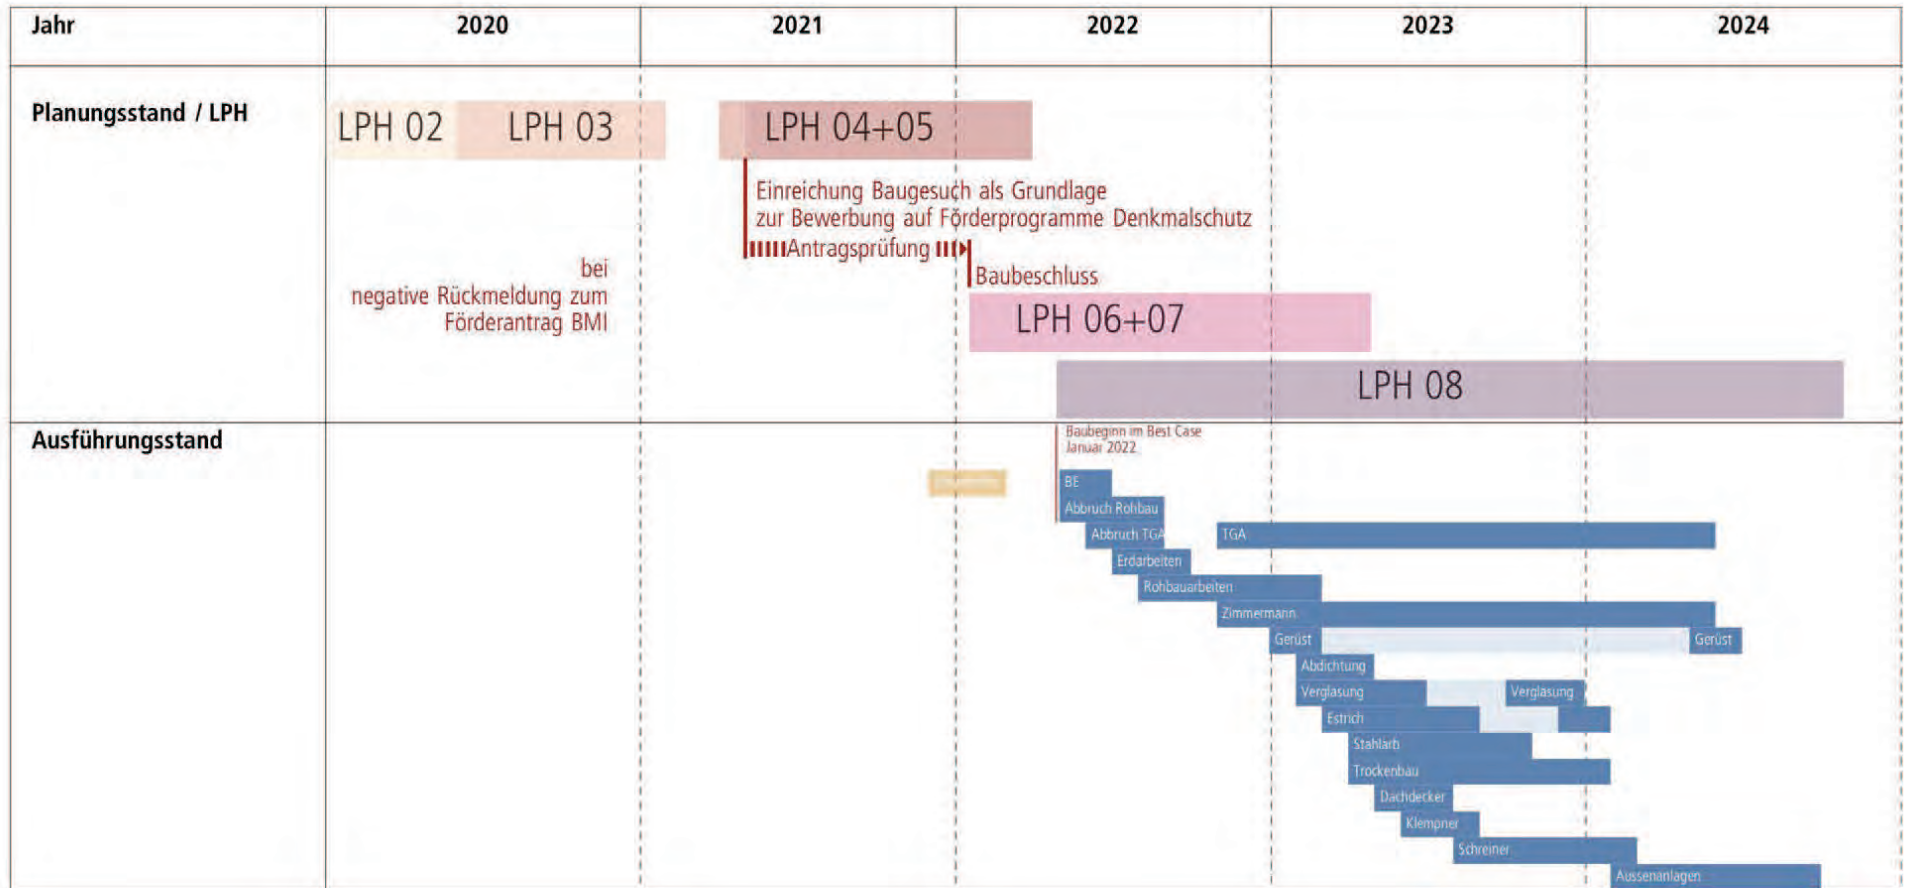 Jahr 2020 2021 2022 2023 2024
Planungsstand / LPH
LPH 02 LPH 03 LPH 04+05
Einreichung Baugesuch als Grundlage
zur Bewerbung auf Förderprogramme Denkmalschutz
Antragsprüfung
Baubeschluss
bei
negative Rückmeldung zum
Förderantrag BMI
LPH 06+07
LPH 08
Ausführungsstand
Baubeginn im Best Case
Januar 2022
BE
Abbruch Rohbau
Abbruch TGA TGA
Erdarbeiten
Rohbauarbeiten
Zimmermann
Gerüst Gerüst
Abdichtung
Verglasung Verglasung
Estrich
Stahlarb
Trockenbau
Dachdecker
Klempner
Schreiner
Aussenanlagen